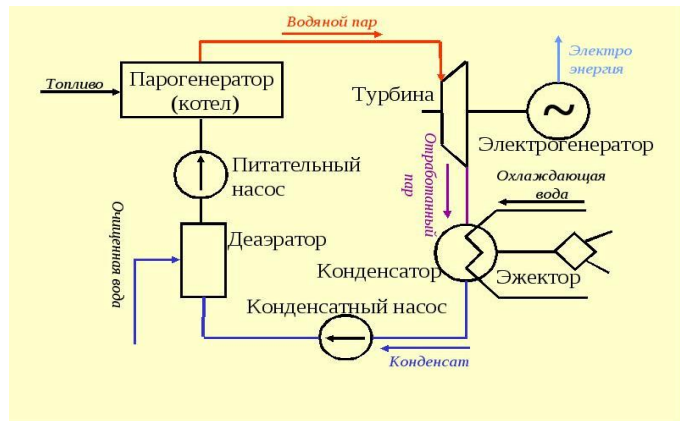 Водяной пар
Электро
энергия
Топливо
Парогенератор
(котел)
Турбина
~
Электрогенератор
Отработанный
пар
Охлаждающая
вода
Питательный
насос
Очищенная вода
Деаэратор
Конденсатор
Эжектор
Конденсатный насос
Конденсат